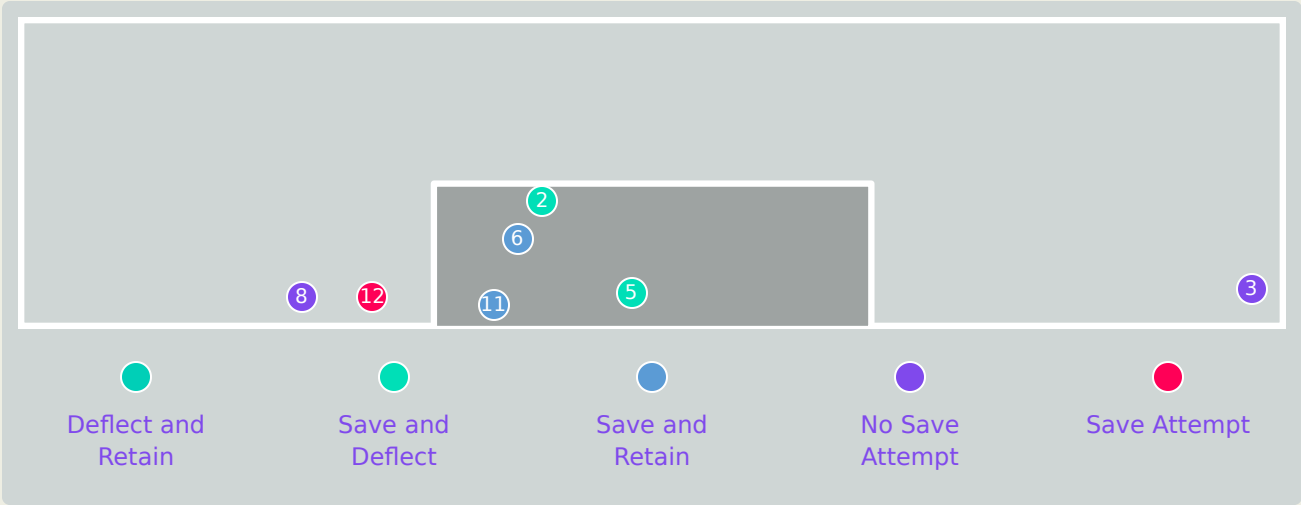 2
6
5
11
8
12
3
Deflect and
Retain
Save and
Deflect
Save and
Retain
No Save
Attempt
Save Attempt